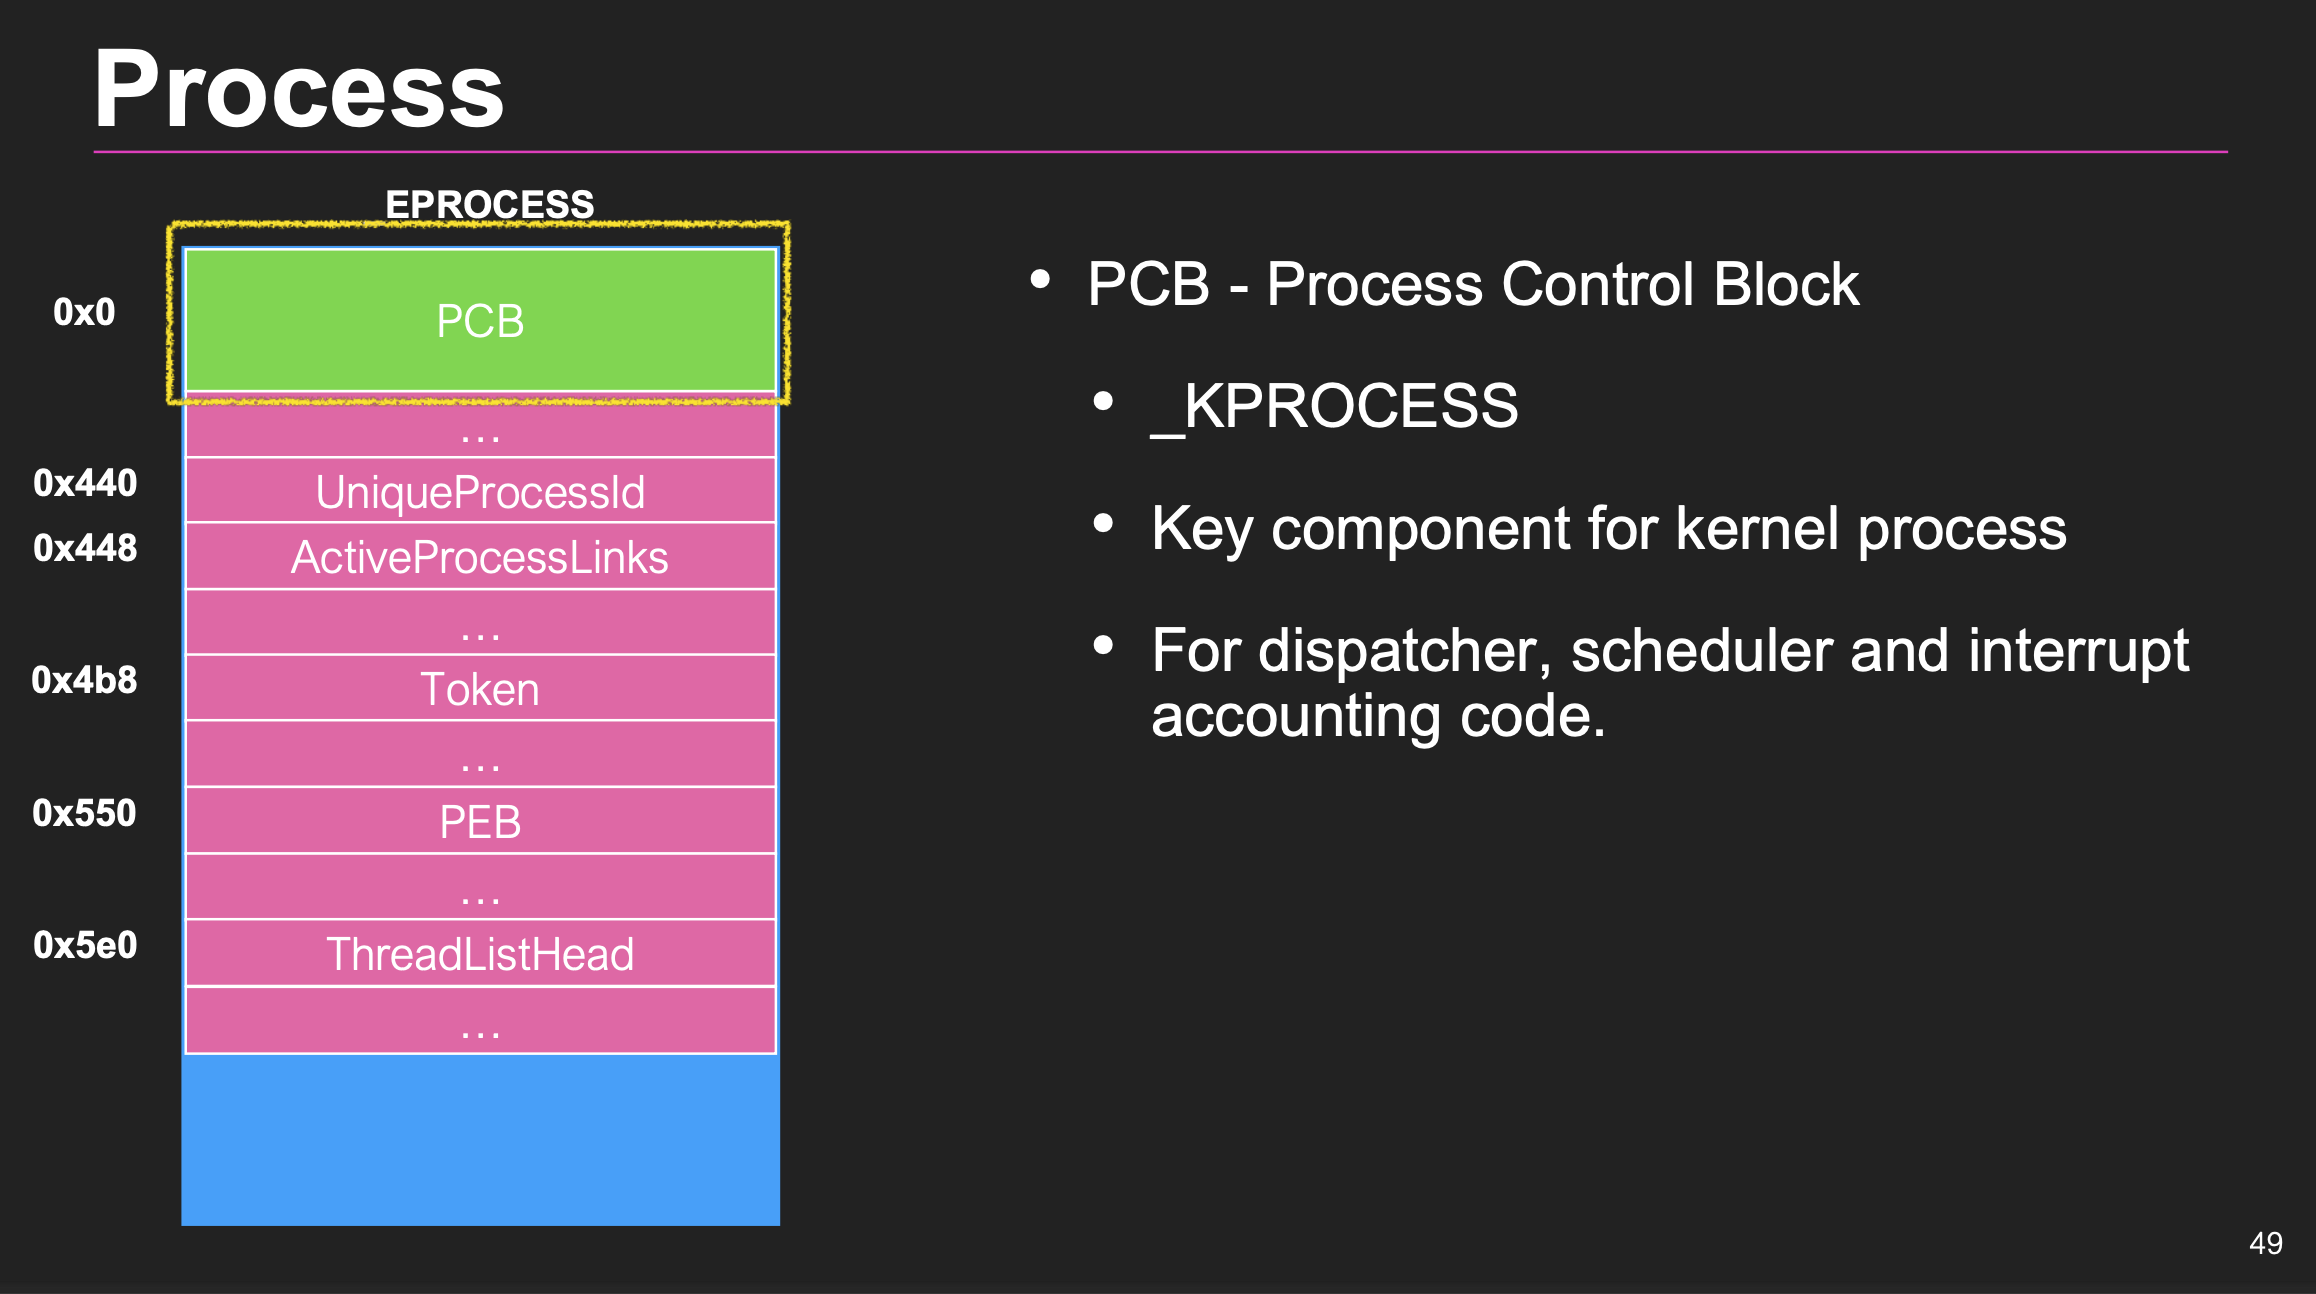 Process
EPROCESS
0x0
PCB
…
0x440
UniqueProcessId
0x448
ActiveProcessLinks
…
0x4b8
Token
…
0x550
PEB
…
0x5e0
ThreadListHead
…
• PCB - Process Control Block
• _KPROCESS
• Key component for kernel process
• For dispatcher, scheduler and interrupt
accounting code.
49